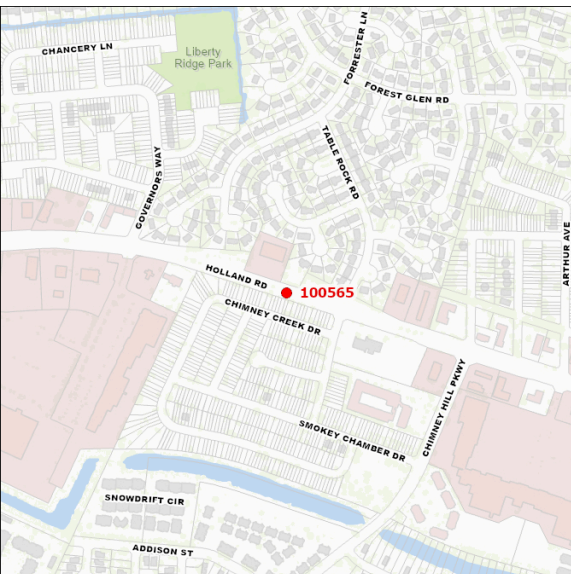 FORRESTER LN
CHANCERY LN
Liberty
Ridge Park
FOREST GLEN RD
TABLE ROCK RD
GOVERNORS WAY
ARTHUR AVE
HOLLAND RD
100565
CHIMNEY CREEK DR
CHIMNEY HILL PKWY
SMOKEY CHAMBER DR
SNOWDRIFT CIR
ADDISON ST